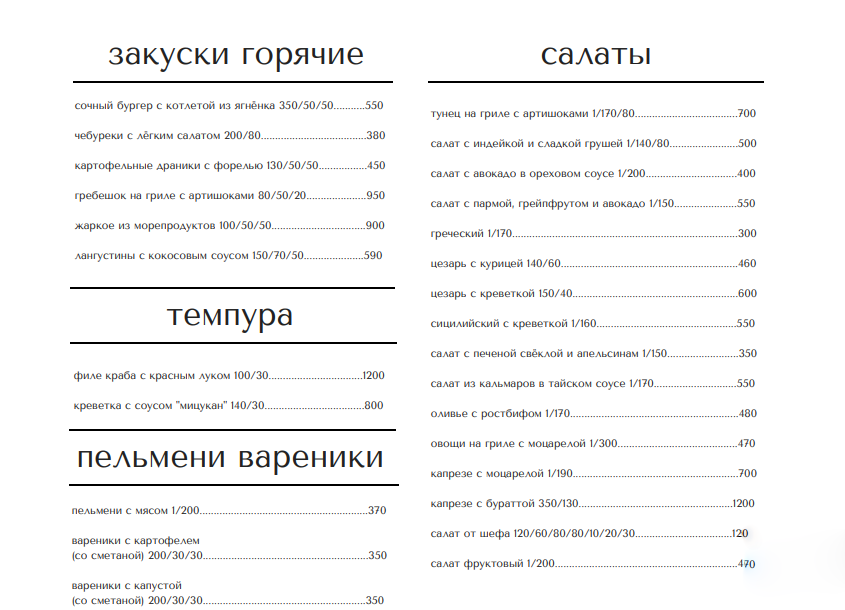 закуски горячие
сочный бургер с котлетой из ягнёнка 350/50/50...........550
чебуреки с лёгким салатом 200/80.....................................380
картофельные драники с форелью 130/50/50.................450
гребешок на гриле с артишоками 80/50/20.....................950
жаркое из морепродуктов 100/50/50.................................900
лангустины с кокосовым соусом 150/70/50.....................590
темпура
филе краба с красным луком 100/30.................................1200
креветка с соусом "мицукан" 140/30...................................800
пельмени вареники
пельмени с мясом 1/200...........................................................370
вареники с картофелем
(со сметаной) 200/30/30..........................................................350
вареники с капустой
(со сметаной) 200/30/30.........................................................350
салаты
тунец на гриле с артишоками 1/170/80....................................700
салат с индейкой и сладкой грушей 1/140/80........................500
салат с авокадо в ореховом соусе 1/200................................400
салат с пармой, грейпфрутом и авокадо 1/150......................550
греческий 1/170...............................................................................300
цезарь с курицей 140/60..............................................................460
цезарь с креветкой 150/40..........................................................600
сицилийский с креветкой 1/160.................................................550
салат с печеной свёклой и апельсинам 1/150.........................350
салат из кальмаров в тайском соусе 1/170.............................550
оливье с ростбифом 1/170...........................................................480
овощи на гриле с моцарелой 1/300..........................................470
капрезе с моцарелой 1/190..........................................................700
капрезе с бураттой 350/130......................................................1200
салат от шефа 120/60/80/80/10/20/30..................................120
салат фруктовый 1/200................................................................470